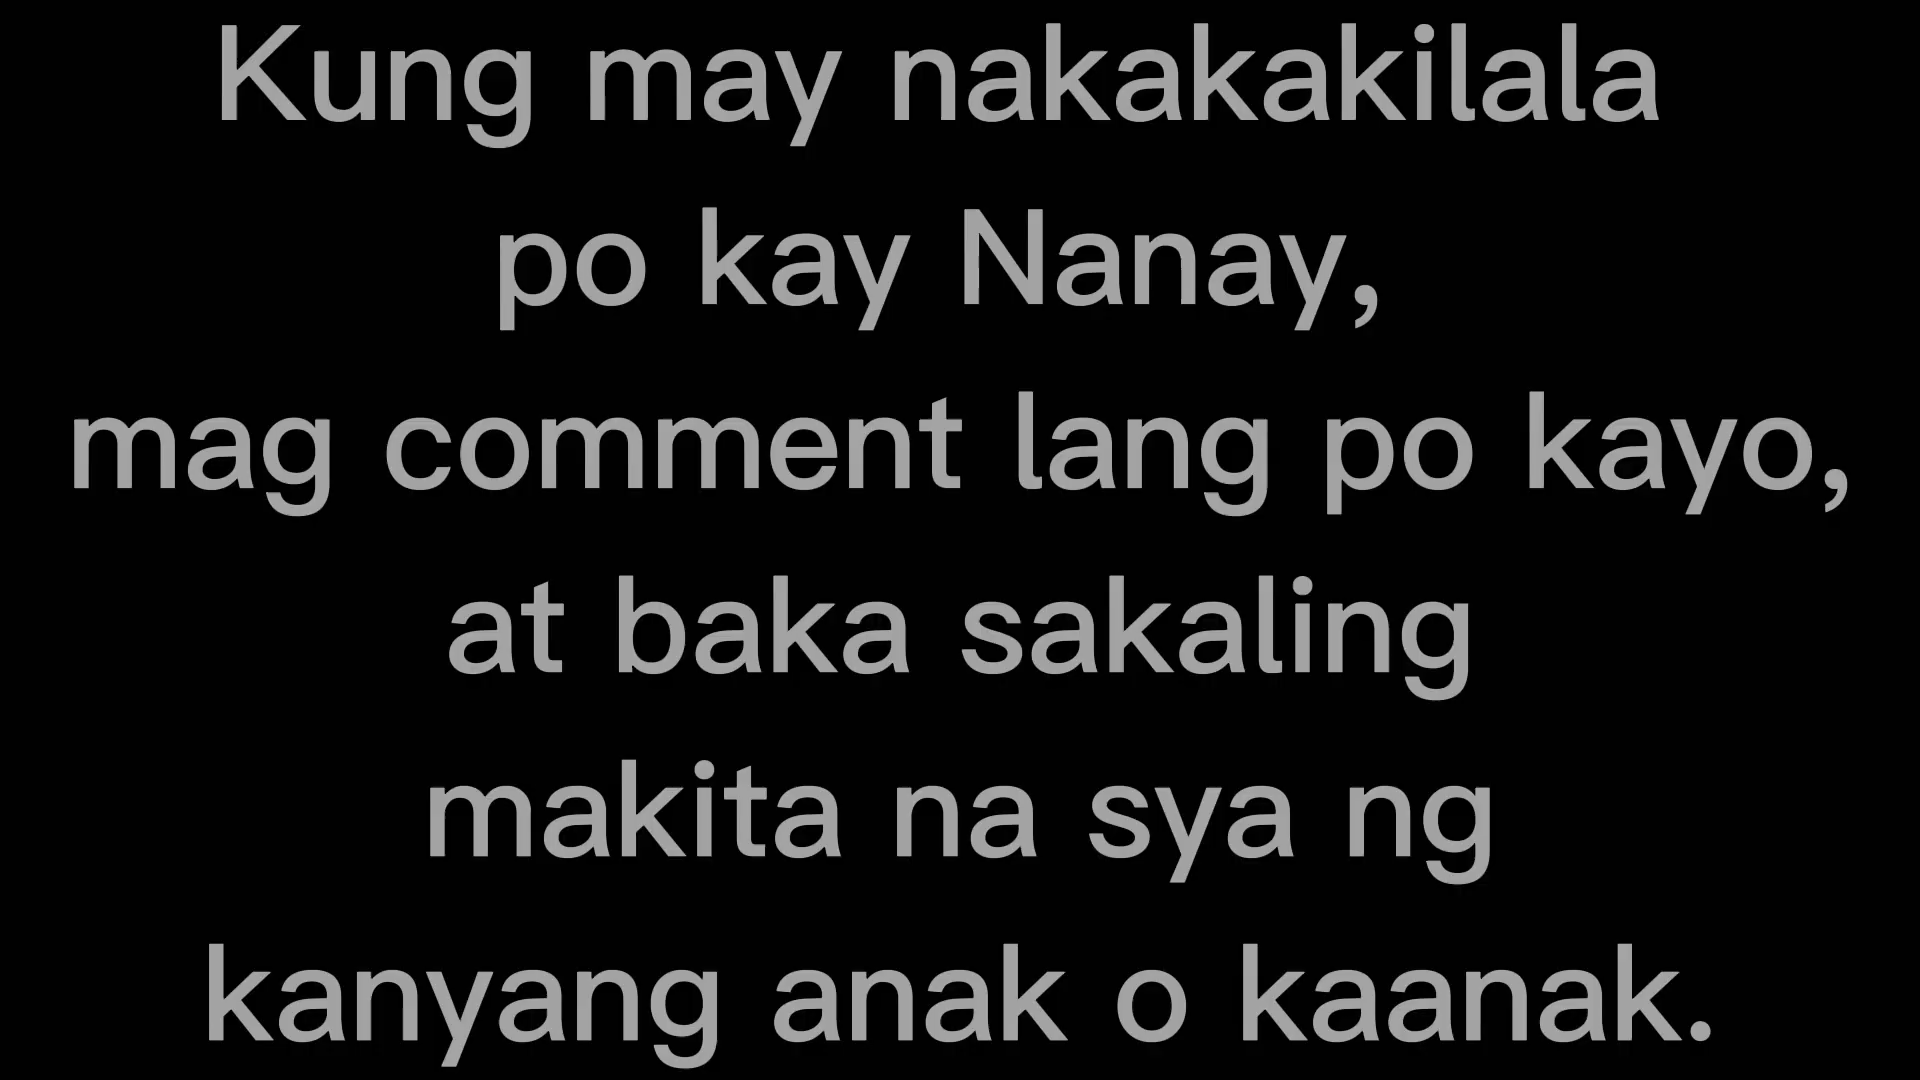 Kung may nakakakilala
po kay Nanay,
mag comment lang po kayo,
at baka sakaling
makita na sya ng
kanyang anak o kaanak.